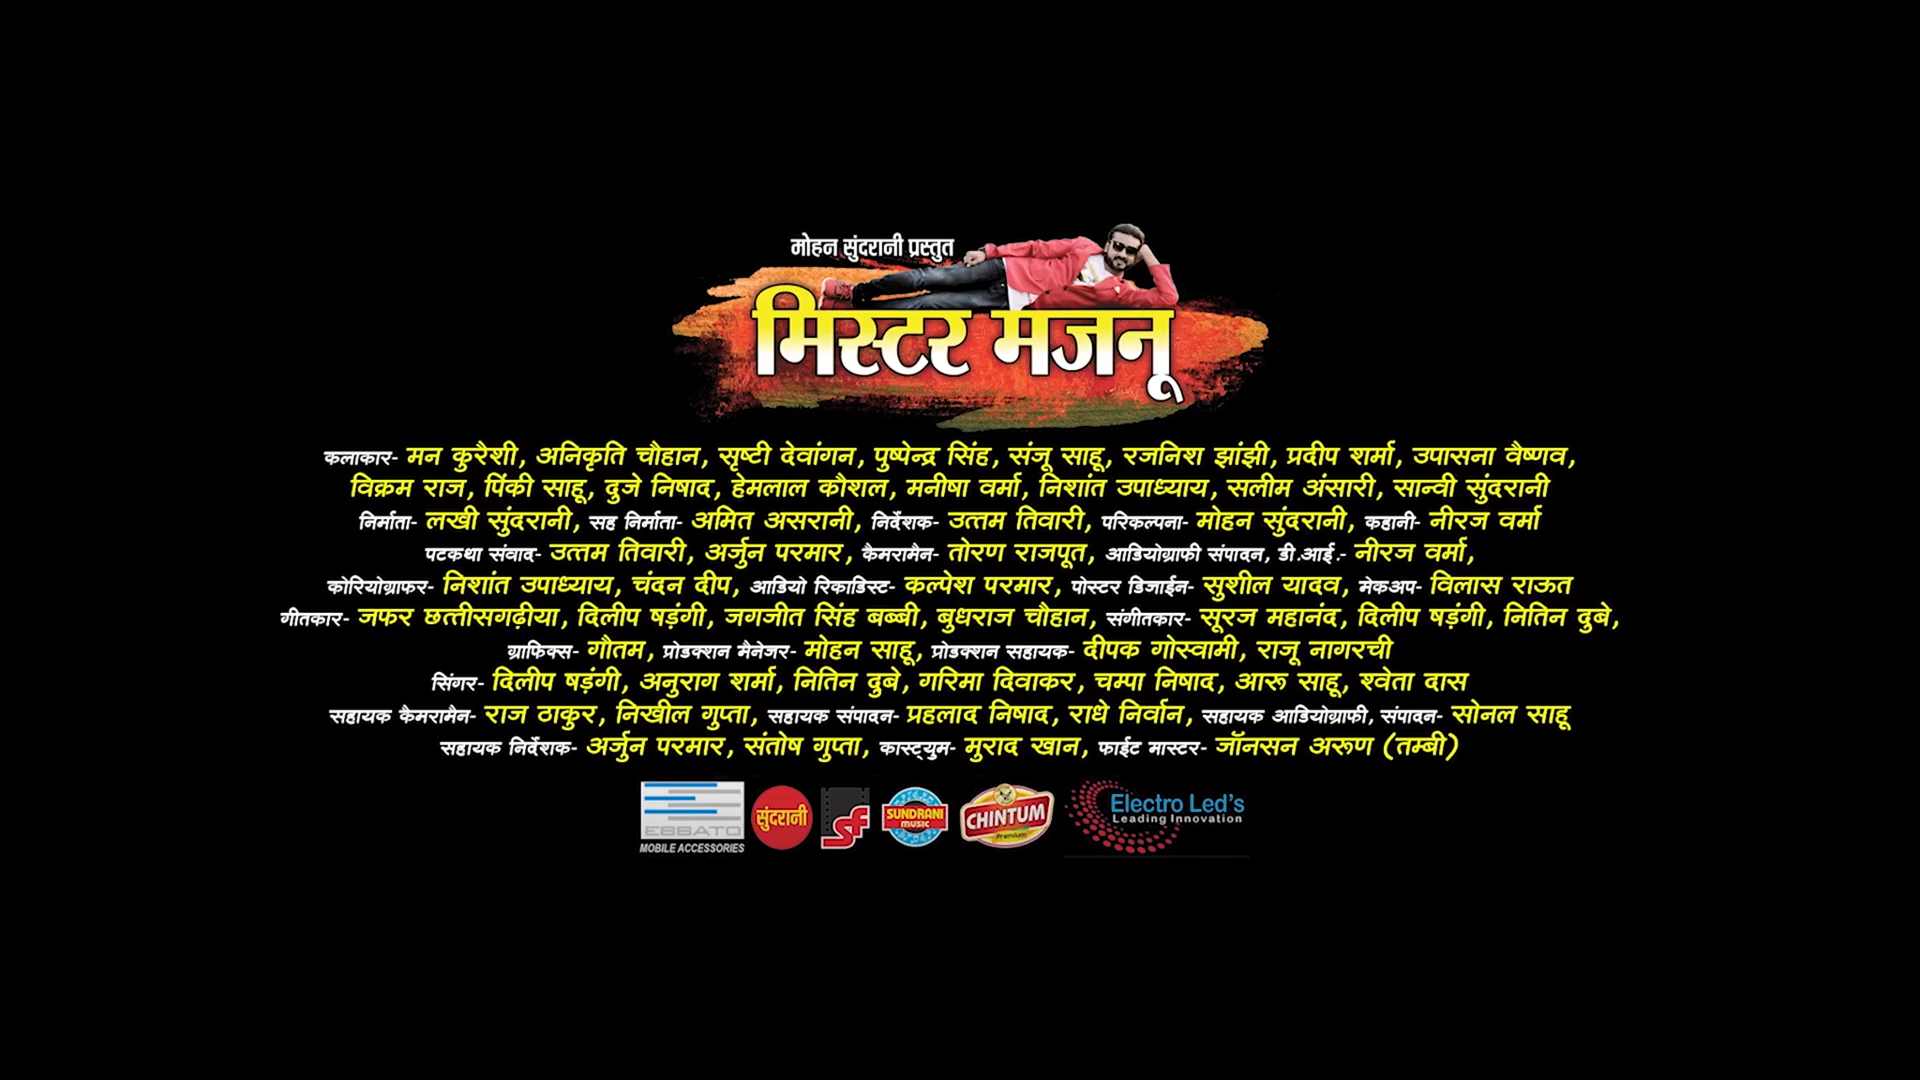 मोहन सुंदरानी प्रस्तुत
मिस्टर मजनू
कलाकार- मन कुरैशी, अनिकृति चौहान, सृष्टी देवांगन, पुष्पेन्द्र सिंह, संजू साहू, रजनिश झांझी, प्रदीप शर्मा, उपासना वैष्णव,
विक्रम राज, पिंकी साहू, दुजे निषाद, हेमलाल कौशल, मनीषा वर्मा, निशांत उपाध्याय, सलीम अंसारी, सान्वी सुंदरानी
निर्माता- लखी सुंदरानी, सह निर्माता- अमित असरानी, निर्देशक- उत्तम तिवारी, परिकल्पना- मोहन सुंदरानी, कहानी- नीरज वर्मा
पटकथा संवाद- उत्तम तिवारी, अर्जुन परमार, कैमरामैन- तोरण राजपूत, आडियोग्राफी संपादन, डी.आई.- नीरज वर्मा,
कोरियोग्राफर- निशांत उपाध्याय, चंदन दीप, आडियो रिकाडिस्ट- कल्पेश परमार, पोस्टर डिजाईन- सुशील यादव, मेकअप- विलास राऊत
गीतकार- जफर छत्तीसगढ़ीया, दिलीप षड़ंगी, जगजीत सिंह बब्बी, बुधराज चौहान, संगीतकार- सूरज महानंद, दिलीप षड़ंगी, नितिन दुबे,
ग्राफिक्स- गौतम, प्रोडक्शन मैनेजर- मोहन साहू, प्रोडक्शन सहायक- दीपक गोस्वामी, राजू नागरची
सिंगर- दिलीप षड़ंगी, अनुराग शर्मा, नितिन दुबे, गरिमा दिवाकर, चम्पा निषाद, आरू साहू, श्वेता दास
सहायक कैमरामैन- राज ठाकुर, निखील गुप्ता, सहायक संपादन- प्रहलाद निषाद, राधे निर्वान, सहायक आडियोग्राफी, संपादन- सोनल साहू
सहायक निर्देशक- अर्जुन परमार, संतोष गुप्ता, कास्ट्युम- मुराद खान, फाईट मास्टर- जॉनसन अरूण (तम्बी)
EBBATO
MOBILE ACCESSORIES
सुंदरानी
SF
SUNDRANI
MUSIC
CHINTUM
Premium
Electro Led's
Leading Innovation